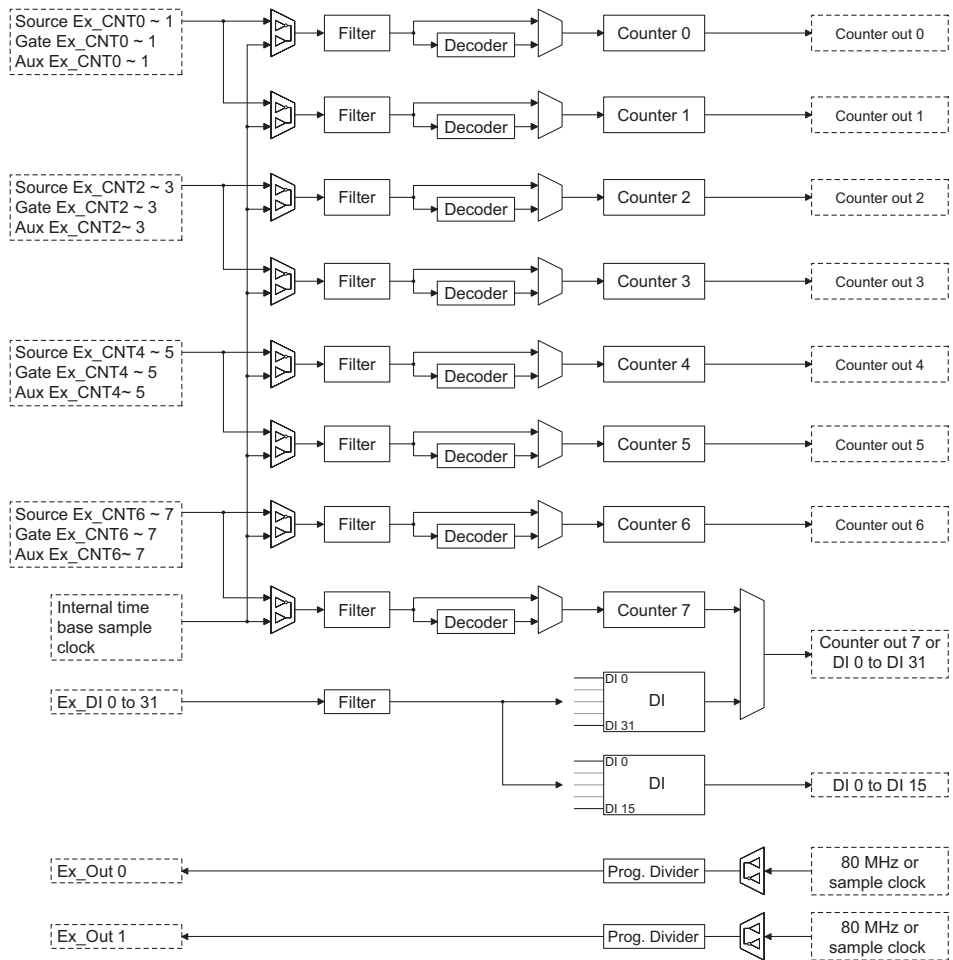 Source Ex_CNT0 ~ 1
Gate Ex_CNT0 ~ 1
Aux Ex_CNT0 ~ 1
Filter
Decoder
Counter 0
Counter out 0
Filter
Decoder
Counter 1
Counter out 1
Source Ex_CNT2 ~ 3
Gate Ex_CNT2 ~ 3
Aux Ex_CNT2~ 3
Filter
Decoder
Counter 2
Counter out 2
Filter
Decoder
Counter 3
Counter out 3
Source Ex_CNT4 ~ 5
Gate Ex_CNT4 ~ 5
Aux Ex_CNT4~ 5
Filter
Decoder
Counter 4
Counter out 4
Filter
Decoder
Counter 5
Counter out 5
Source Ex_CNT6 ~ 7
Gate Ex_CNT6 ~ 7
Aux Ex_CNT6~ 7
Filter
Decoder
Counter 6
Counter out 6
Internal time
base sample
clock
Filter
Decoder
Counter 7
Counter out 7 or
DI 0 to DI 31
Ex_DI 0 to 31
Filter
DI 0
DI
DI 31
DI 0
DI
DI 15
DI 0 to DI 15
Ex_Out 0
Prog. Divider
80 MHz or
sample clock
Ex_Out 1
Prog. Divider
80 MHz or
sample clock